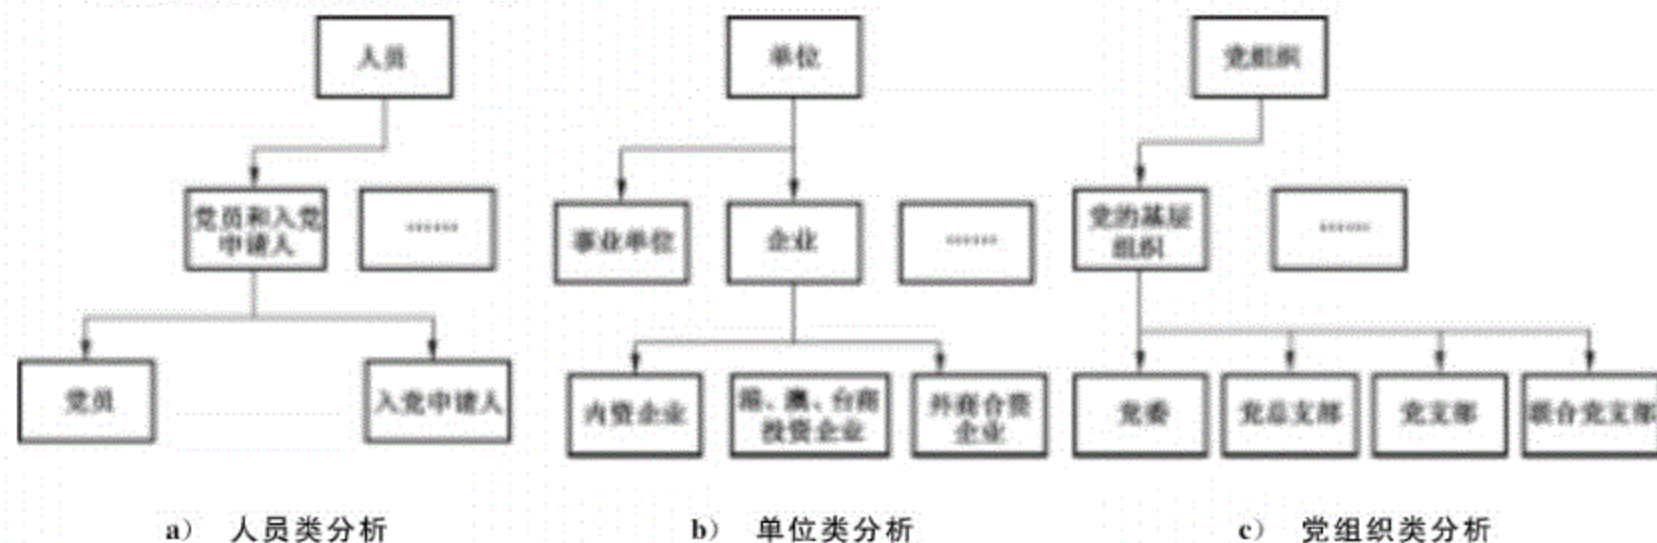 人员
单位
党组织
党员和入党
申请人
……
事业单位
企业
……
党的基层
组织
……
党员
入党申请人
内资企业
港、澳、台商
投资企业
外商合资
企业
党委
党总支部
党支部
联合党支部
a) 人员类分析
b) 单位类分析
c) 党组织类分析